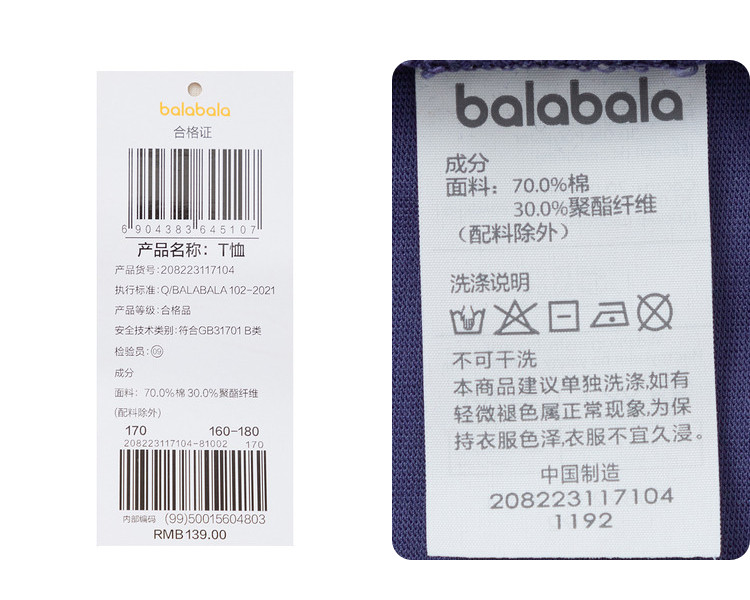 balabala
合格证
6 904383 645107
产品名称：T恤
产品货号：208223117104
执行标准：Q/BALABALA 102-2021
产品等级：合格品
安全技术类别：符合GB31701 B类
检验员：09
成分
面料： 70.0%棉 30.0%聚酯纤维
(配料除外)
170 160-180
208223117104-81002 170
内部编码 (99)50015604803
RMB139.00
balabala
成分
面料： 70.0%棉
30.0%聚酯纤维
（配料除外）
洗涤说明
不可干洗
本商品建议单独洗涤,如有
轻微褪色属正常现象,为保
持衣服色泽,衣服不宜久浸。
中国制造
208223117104
1192